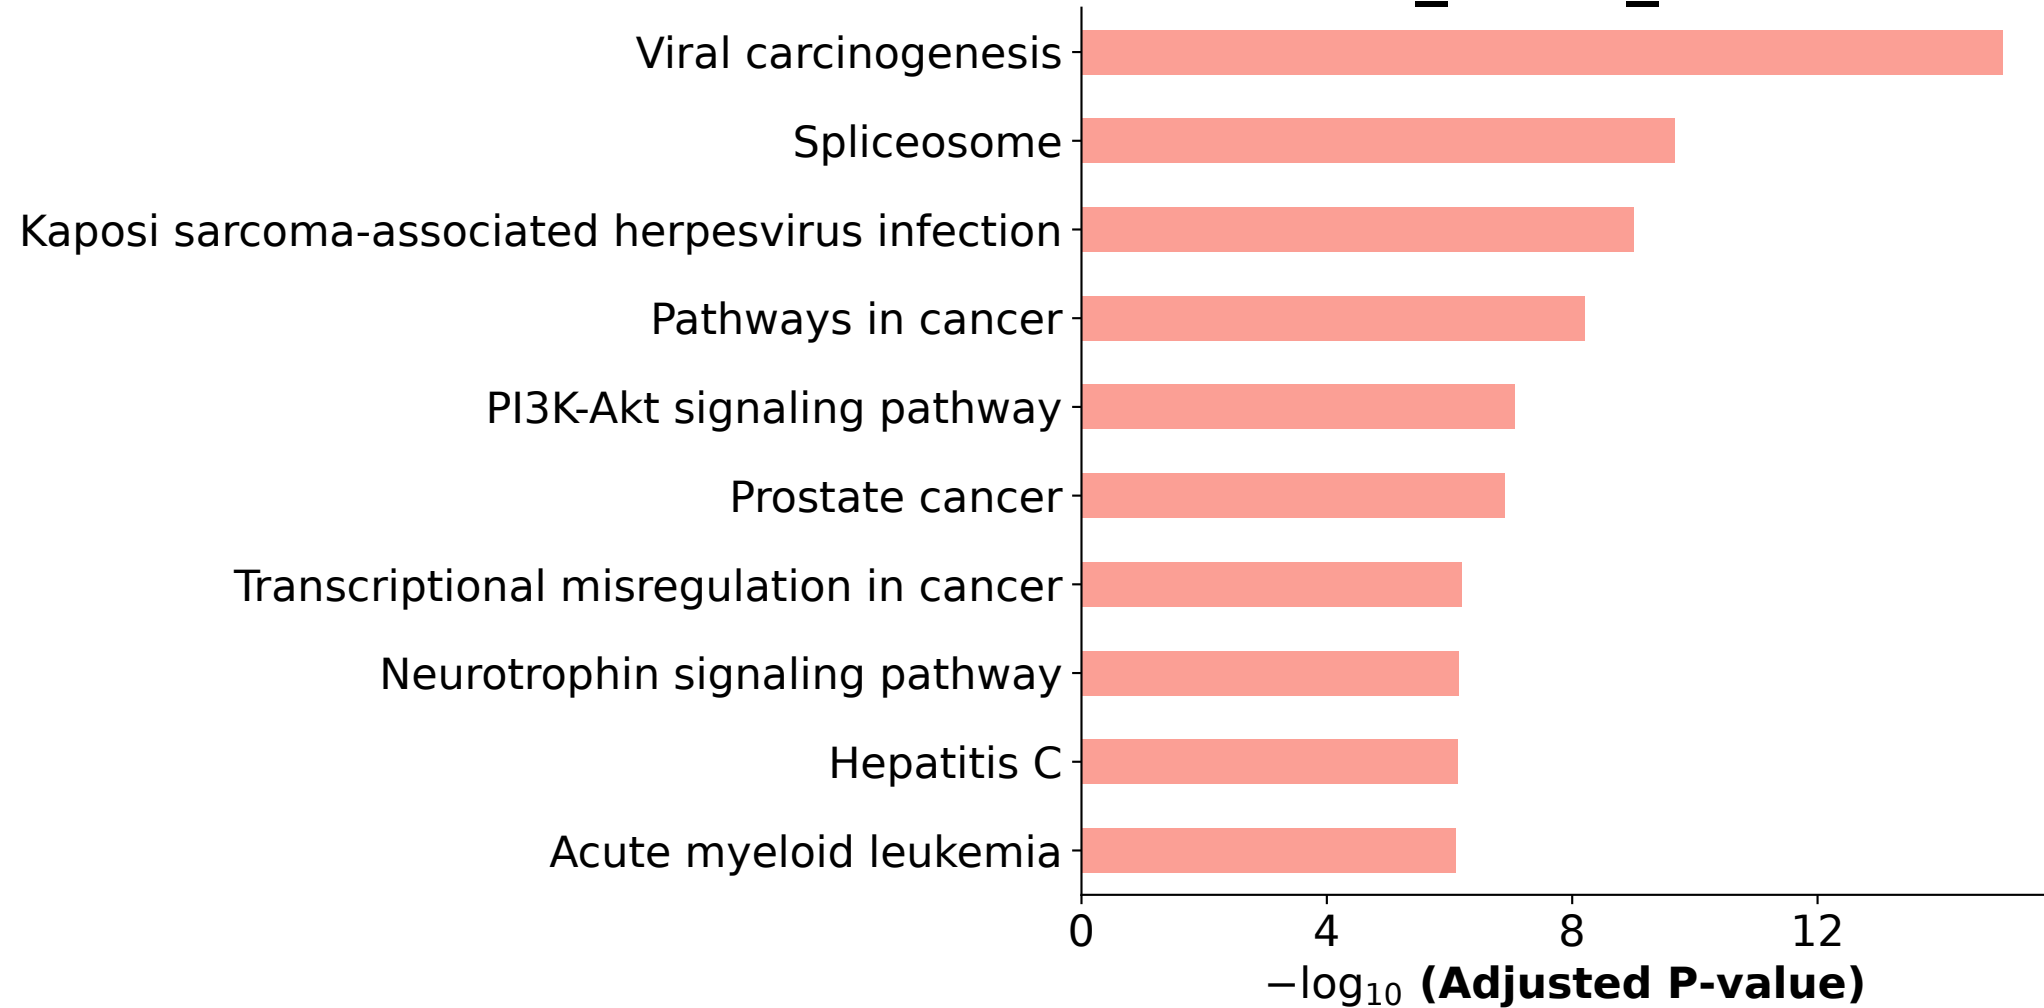 Viral carcinogenesis
Spliceosome
Kaposi sarcoma-associated herpesvirus infection
Pathways in cancer
PI3K-Akt signaling pathway
Prostate cancer
Transcriptional misregulation in cancer
Neurotrophin signaling pathway
Hepatitis C
Acute myeloid leukemia
0 4 8 12
−log₁₀ (Adjusted P-value)